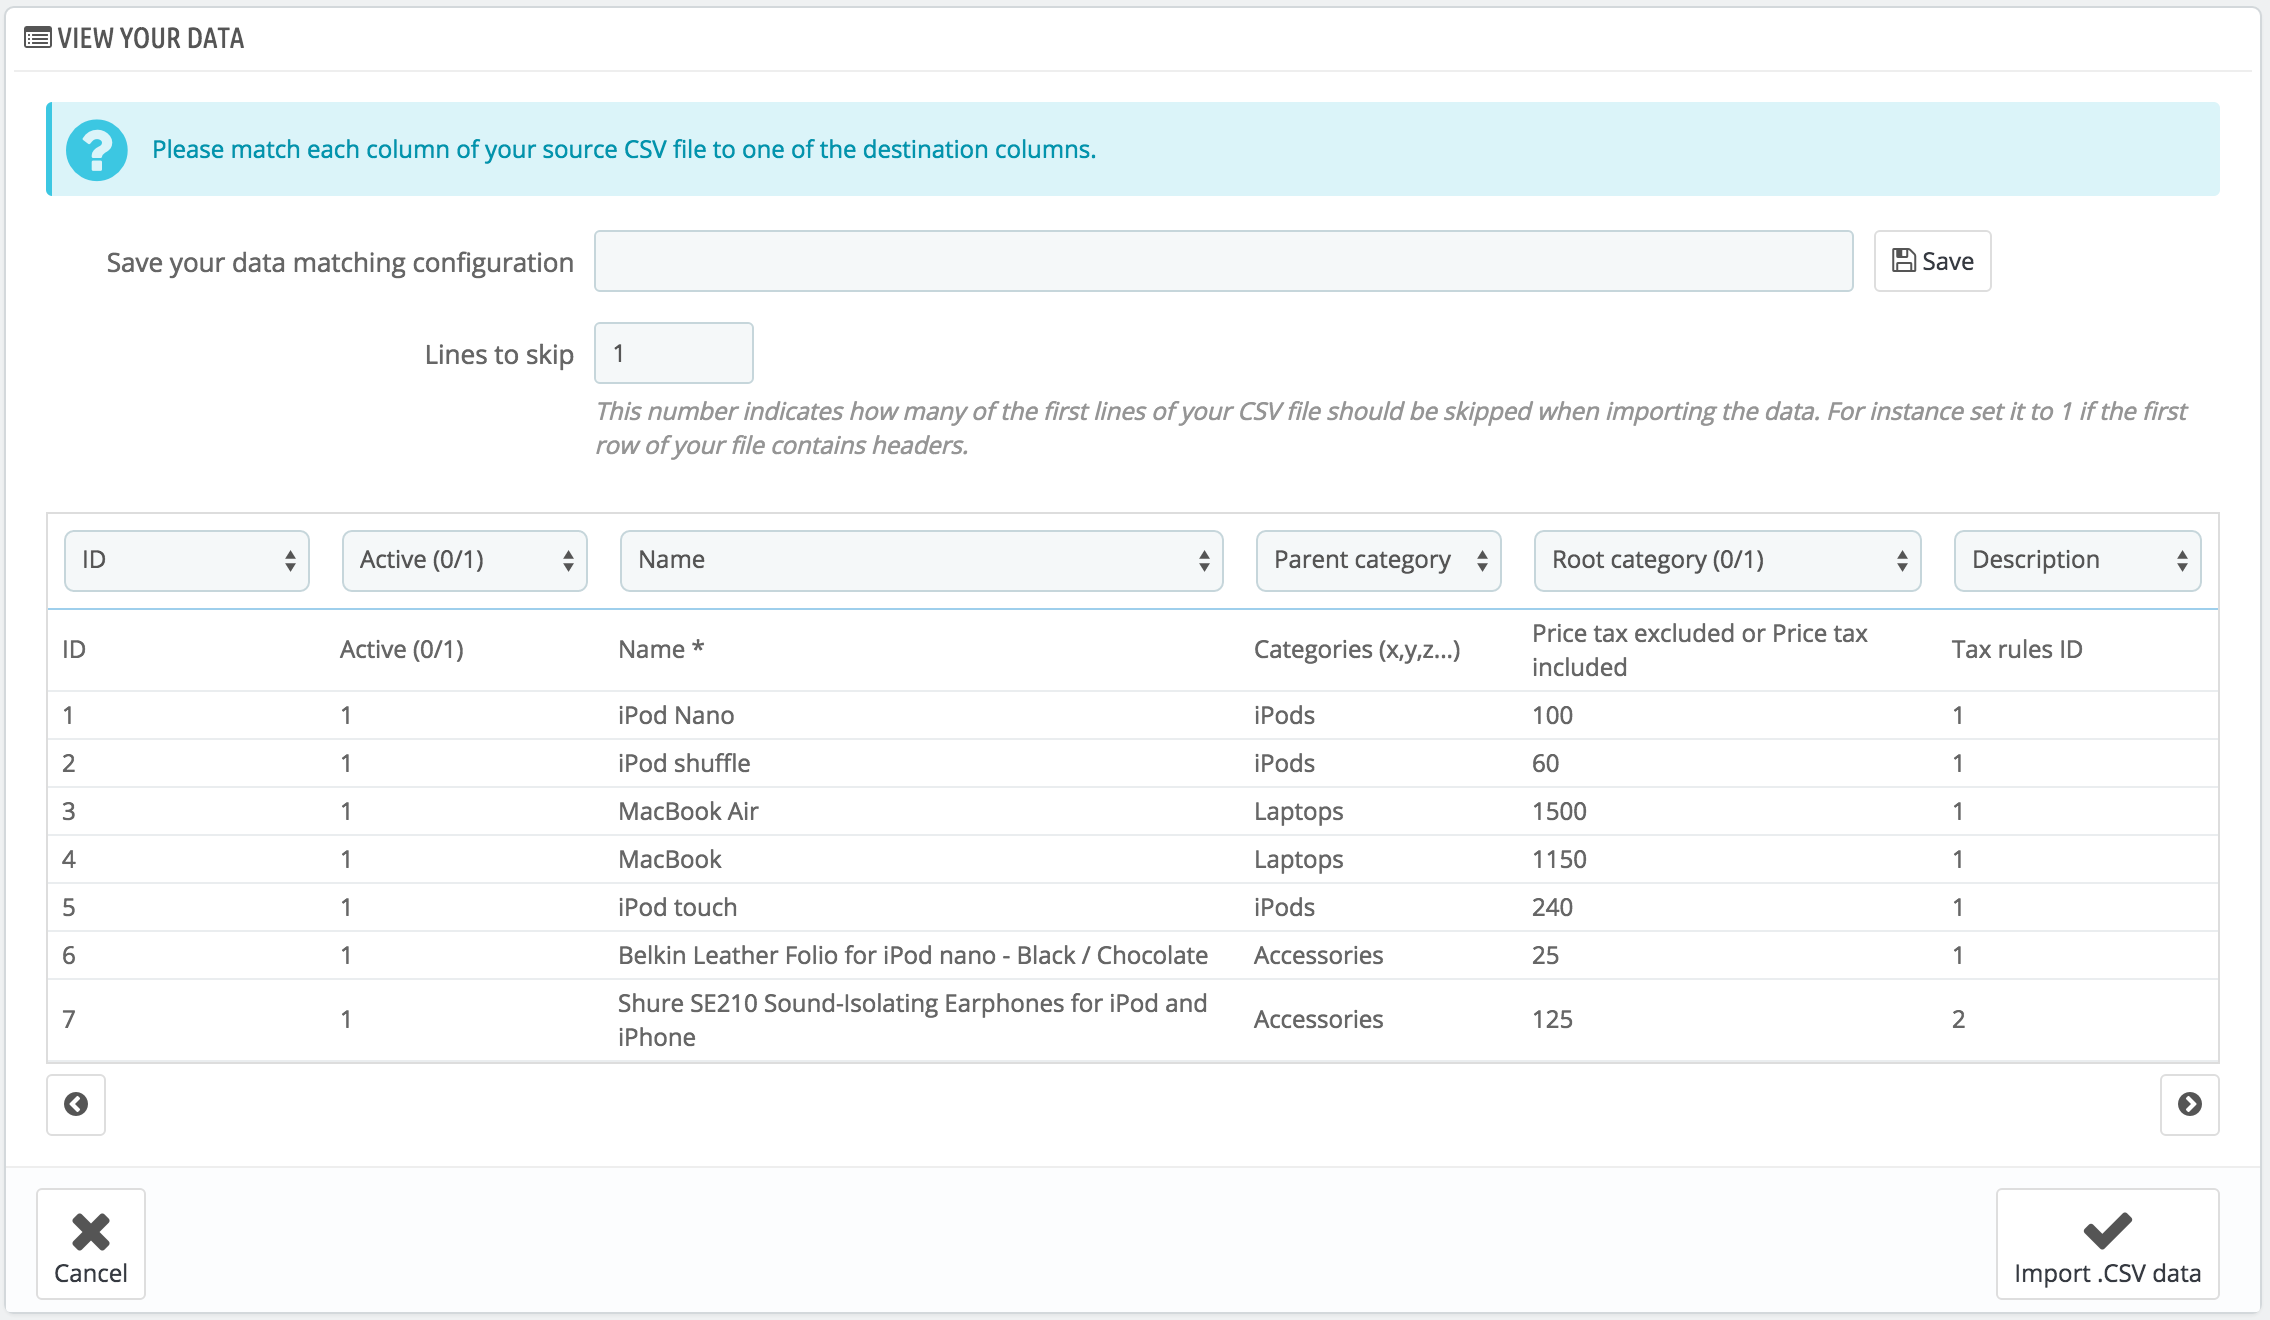 VIEW YOUR DATA
Please match each column of your source CSV file to one of the destination columns.
Save your data matching configuration
Save
Lines to skip
1
This number indicates how many of the first lines of your CSV file should be skipped when importing the data. For instance set it to 1 if the first
row of your file contains headers.
ID Active (0/1) Name Parent category Root category (0/1) Description
ID Active (0/1) Name * Categories (x,y,z...) Price tax excluded or Price tax
included Tax rules ID
1 1 iPod Nano iPods 100 1
2 1 iPod shuffle iPods 60 1
3 1 MacBook Air Laptops 1500 1
4 1 MacBook Laptops 1150 1
5 1 iPod touch iPods 240 1
6 1 Belkin Leather Folio for iPod nano - Black / Chocolate Accessories 25 1
7 1 Shure SE210 Sound-Isolating Earphones for iPod and
iPhone Accessories 125 2
Cancel
Import .CSV data